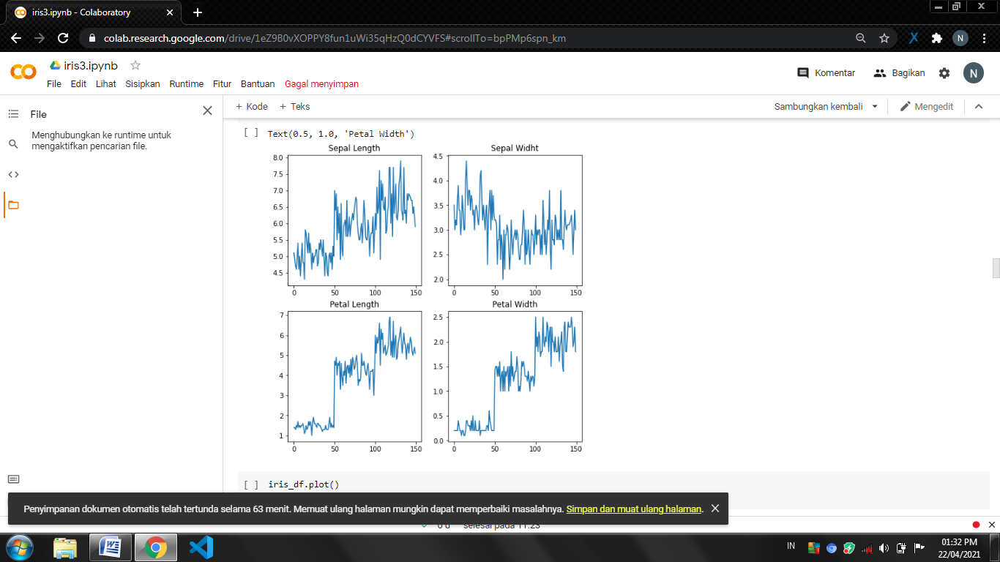 iris3.ipynb - Colaboratory
colab.research.google.com/drive/1eZ9B0vXOPPY8fun1uWi35qHzQ0dCYVFS#scrollTo=bpPMp6spn_km
N
iris3.ipynb
File Edit Lihat Sisipkan Runtime Fitur Bantuan Gagal menyimpan
Komentar Bagikan N
File
+ Kode + Teks
Sambungkan kembali Mengedit
Menghubungkan ke runtime untuk
mengaktifkan pencarian file.
[ ] Text(0.5, 1.0, 'Petal Width')
Sepal Length
8.0
7.5
7.0
6.5
6.0
5.5
5.0
4.5
0 50 100 150
Sepal Widht
4.5
4.0
3.5
3.0
2.5
2.0
0 50 100 150
Petal Length
7
6
5
4
3
2
1
0 50 100 150
Petal Width
2.5
2.0
1.5
1.0
0.5
0.0
0 50 100 150
[ ] iris_df.plot()
Penyimpanan dokumen otomatis telah tertunda selama 63 menit. Memuat ulang halaman mungkin dapat memperbaiki masalahnya. Simpan dan muat ulang halaman.
0 d selesai pada 11.23
IN
01:32 PM
22/04/2021